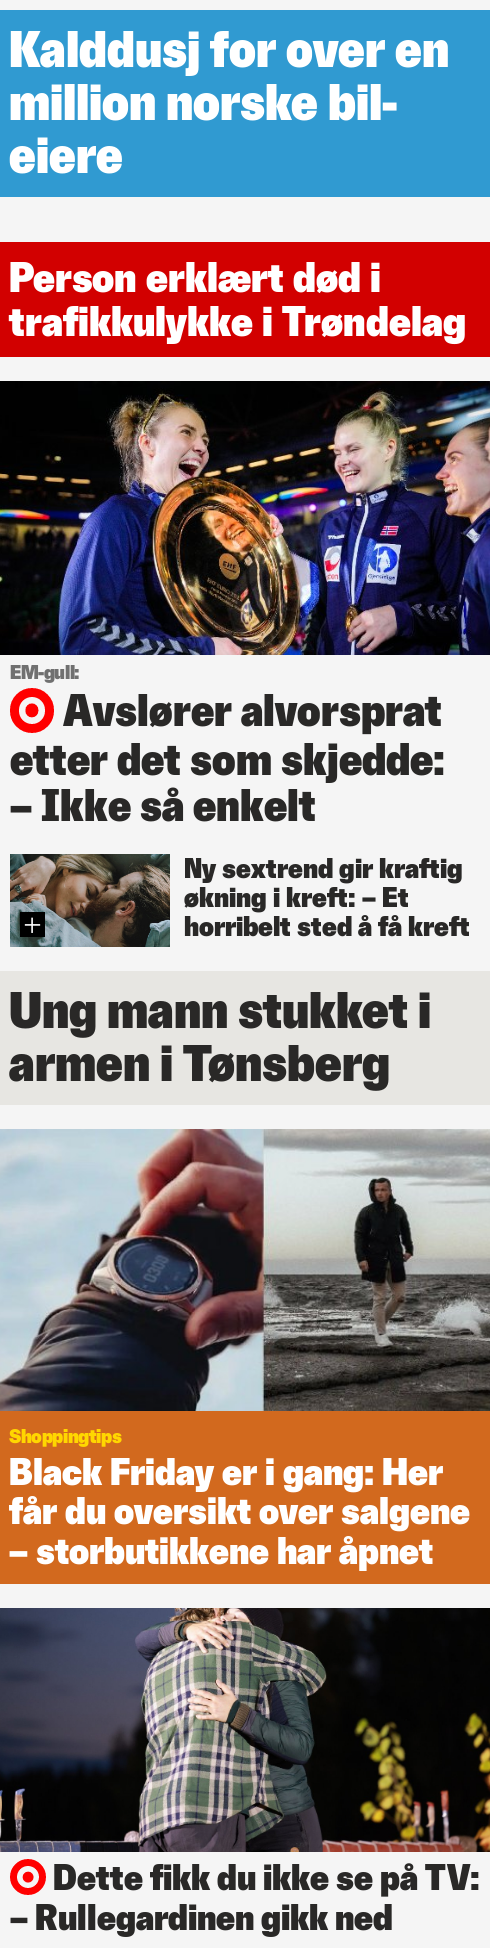 Kalddusj for over en
million norske bil-
eiere
Person erklært død i
trafikkulykke i Trøndelag
EM-gull:
Avslører alvorsprat
etter det som skjedde:
– Ikke så enkelt
Ny sextrend gir kraftig
økning i kreft: – Et
horribelt sted å få kreft
Ung mann stukket i
armen i Tønsberg
Shoppingtips
Black Friday er i gang: Her
får du oversikt over salgene
– storbutikkene har åpnet
Dette fikk du ikke se på TV:
– Rullegardinen gikk ned